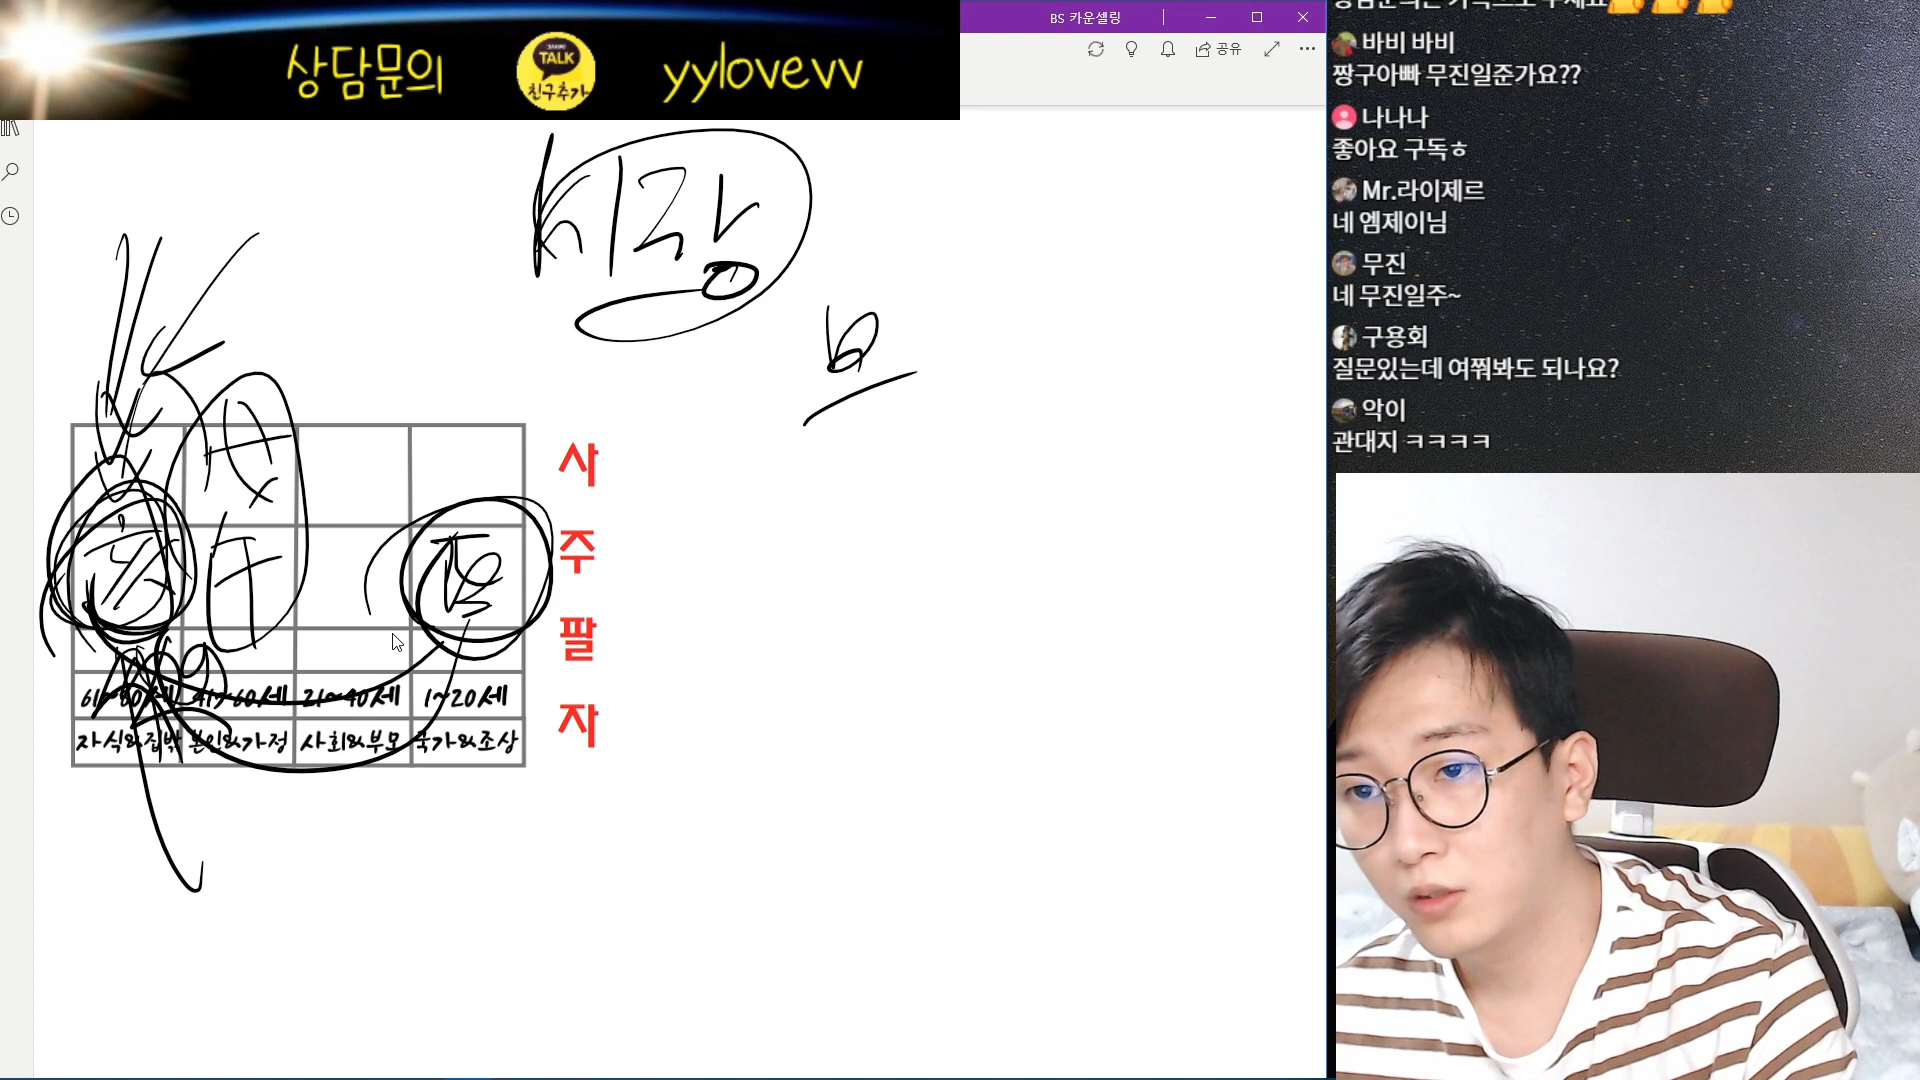 상담문의
TALK
친구추가
yylovevv
BS 카운셀링
공유
시장
사
주
팔
자
41~60세 21~40세 1~20세
자식&집밖 본인&가정 사회&부모 국가&조상
바비 바비
짱구아빠 무진일준가요??
나나나
좋아요 구독ㅎ
Mr.라이제르
네 엠제이님
무진
네 무진일주~
구용회
질문있는데 여쭤봐도 되나요?
악이
관대지 ㅋㅋㅋㅋ